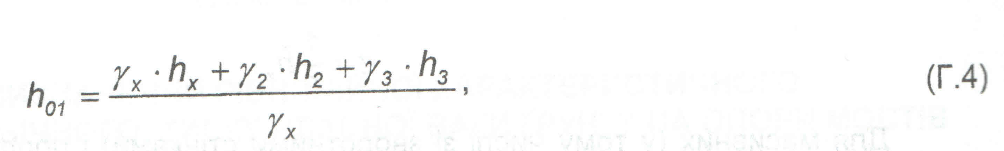 h₀₁ = (γₓ · hₓ + γ₂ · h₂ + γ₃ · h₃) / γₓ , (Г.4)